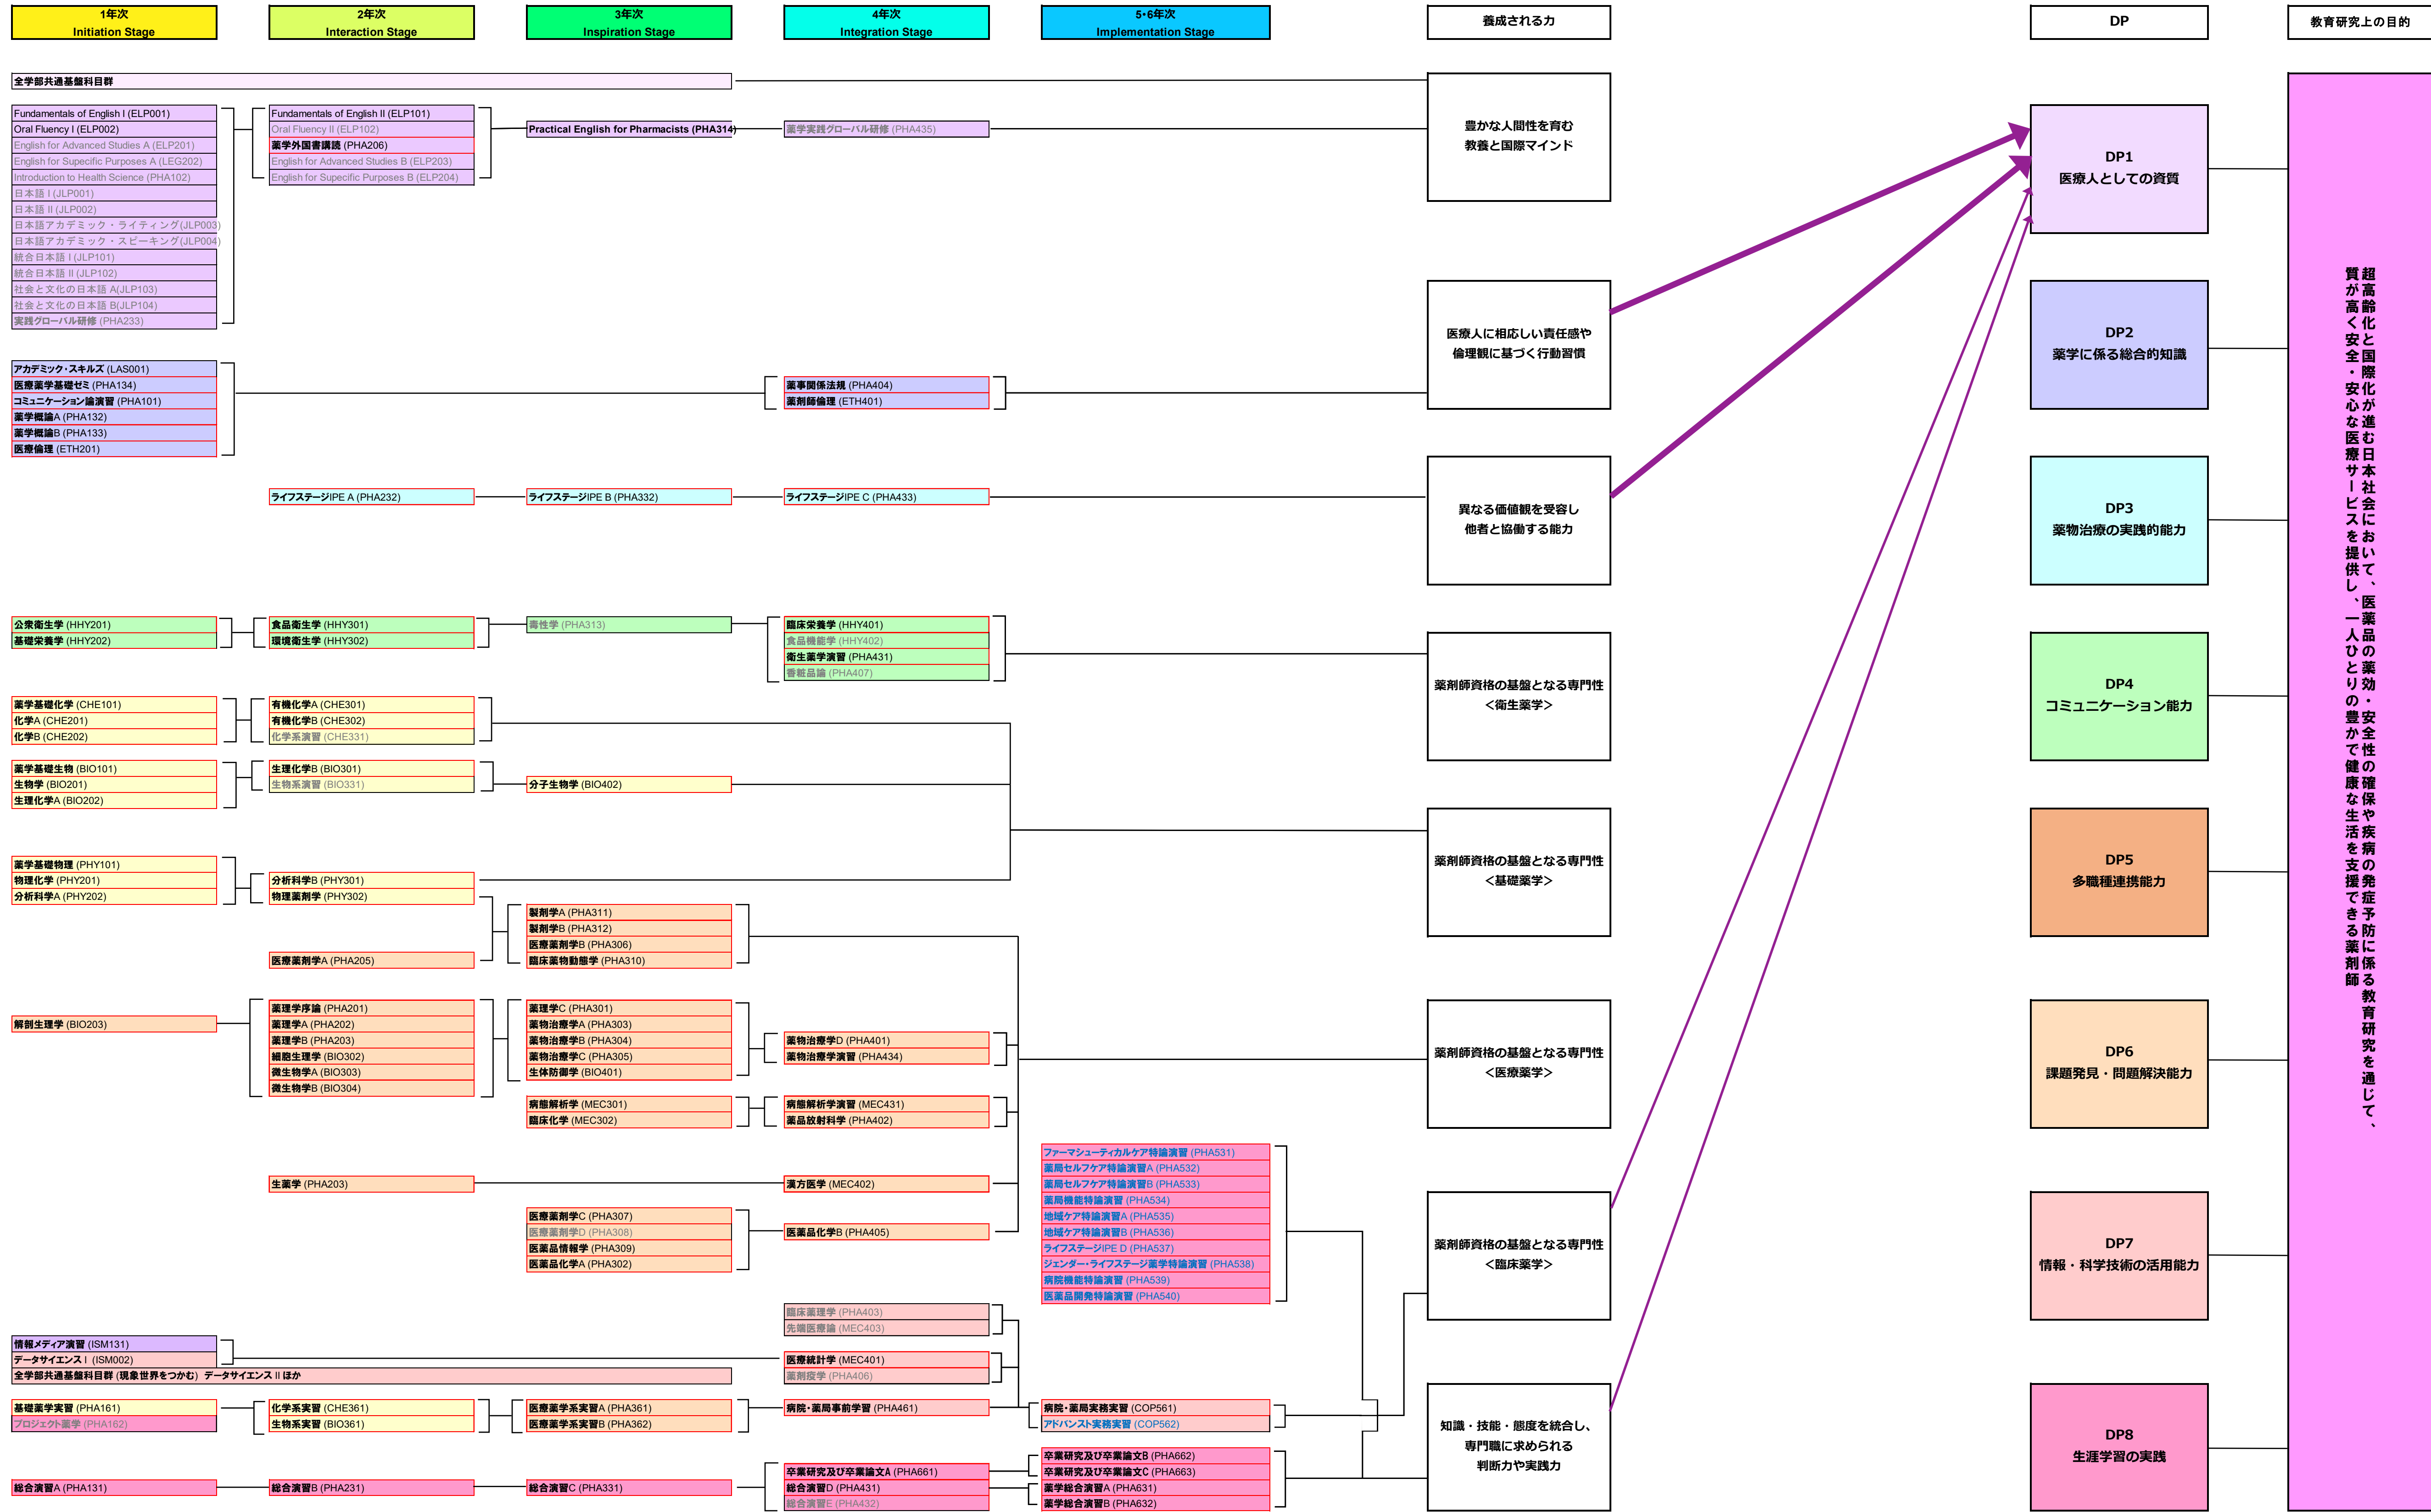 1年次
Initiation Stage
2年次
Interaction Stage
3年次
Inspiration Stage
4年次
Integration Stage
5・6年次
Implementation Stage
養成される力
DP
教育研究上の目的
全学部共通基盤科目群
Fundamentals of English I (ELP001)
Oral Fluency I (ELP002)
English for Advanced Studies A (ELP201)
English for Supecific Purposes A (LEG202)
Introduction to Health Science (PHA102)
日本語 I (JLP001)
日本語 II (JLP002)
日本語アカデミック・ライティング(JLP003)
日本語アカデミック・スピーキング(JLP004)
統合日本語 I (JLP101)
統合日本語 II (JLP102)
社会と文化の日本語 A(JLP103)
社会と文化の日本語 B(JLP104)
実践グローバル研修 (PHA233)
Fundamentals of English II (ELP101)
Oral Fluency II (ELP102)
薬学外国書講読 (PHA206)
English for Advanced Studies B (ELP203)
English for Supecific Purposes B (ELP204)
Practical English for Pharmacists (PHA314)
薬学実践グローバル研修 (PHA435)
豊かな人間性を育む
教養と国際マインド
アカデミック・スキルズ (LAS001)
医療薬学基礎ゼミ (PHA134)
コミュニケーション論演習 (PHA101)
薬学概論A (PHA132)
薬学概論B (PHA133)
医療倫理 (ETH201)
薬事関係法規 (PHA404)
薬剤師倫理 (ETH401)
医療人に相応しい責任感や
倫理観に基づく行動習慣
ライフステージIPE A (PHA232)
ライフステージIPE B (PHA332)
ライフステージIPE C (PHA433)
異なる価値観を受容し
他者と協働する能力
公衆衛生学 (HHY201)
基礎栄養学 (HHY202)
食品衛生学 (HHY301)
環境衛生学 (HHY302)
毒性学 (PHA313)
臨床栄養学 (HHY401)
食品機能学 (HHY402)
衛生薬学演習 (PHA431)
香粧品論 (PHA407)
薬剤師資格の基盤となる専門性
＜衛生薬学＞
薬学基礎化学 (CHE101)
化学A (CHE201)
化学B (CHE202)
有機化学A (CHE301)
有機化学B (CHE302)
化学系演習 (CHE331)
薬学基礎生物 (BIO101)
生物学 (BIO201)
生理化学A (BIO202)
生理化学B (BIO301)
生物系演習 (BIO331)
分子生物学 (BIO402)
薬学基礎物理 (PHY101)
物理化学 (PHY201)
分析科学A (PHY202)
分析科学B (PHY301)
物理薬剤学 (PHY302)
薬剤師資格の基盤となる専門性
＜基礎薬学＞
医療薬剤学A (PHA205)
製剤学A (PHA311)
製剤学B (PHA312)
医療薬剤学B (PHA306)
臨床薬物動態学 (PHA310)
解剖生理学 (BIO203)
薬理学序論 (PHA201)
薬理学A (PHA202)
薬理学B (PHA203)
細胞生理学 (BIO302)
微生物学A (BIO303)
微生物学B (BIO304)
薬理学C (PHA301)
薬物治療学A (PHA303)
薬物治療学B (PHA304)
薬物治療学C (PHA305)
生体防御学 (BIO401)
薬物治療学D (PHA401)
薬物治療学演習 (PHA434)
病態解析学 (MEC301)
臨床化学 (MEC302)
病態解析学演習 (MEC431)
薬品放射科学 (PHA402)
薬剤師資格の基盤となる専門性
＜医療薬学＞
生薬学 (PHA203)
漢方医学 (MEC402)
医療薬剤学C (PHA307)
医療薬剤学D (PHA308)
医薬品情報学 (PHA309)
医薬品化学A (PHA302)
医薬品化学B (PHA405)
ファーマシューティカルケア特論演習 (PHA531)
薬局セルフケア特論演習A (PHA532)
薬局セルフケア特論演習B (PHA533)
薬局機能特論演習 (PHA534)
地域ケア特論演習A (PHA535)
地域ケア特論演習B (PHA536)
ライフステージIPE D (PHA537)
ジェンダー・ライフステージ薬学特論演習 (PHA538)
病院機能特論演習 (PHA539)
医薬品開発特論演習 (PHA540)
薬剤師資格の基盤となる専門性
＜臨床薬学＞
臨床薬理学 (PHA403)
先端医療論 (MEC403)
情報メディア演習 (ISM131)
データサイエンス I (ISM002)
全学部共通基盤科目群 (現象世界をつかむ) データサイエンス II ほか
医療統計学 (MEC401)
薬剤疫学 (PHA406)
基礎薬学実習 (PHA161)
プロジェクト薬学 (PHA162)
化学系実習 (CHE361)
生物系実習 (BIO361)
医療薬学系実習A (PHA361)
医療薬学系実習B (PHA362)
病院・薬局事前学習 (PHA461)
病院・薬局実務実習 (COP561)
アドバンスト実務実習 (COP562)
総合演習A (PHA131)
総合演習B (PHA231)
総合演習C (PHA331)
卒業研究及び卒業論文A (PHA661)
総合演習D (PHA431)
総合演習E (PHA432)
卒業研究及び卒業論文B (PHA662)
卒業研究及び卒業論文C (PHA663)
薬学総合演習A (PHA631)
薬学総合演習B (PHA632)
知識・技能・態度を統合し、
専門職に求められる
判断力や実践力
DP1
医療人としての資質
DP2
薬学に係る総合的知識
DP3
薬物治療の実践的能力
DP4
コミュニケーション能力
DP5
多職種連携能力
DP6
課題発見・問題解決能力
DP7
情報・科学技術の活用能力
DP8
生涯学習の実践
超高齢化と国際化が進む日本社会において、医薬品の薬効・安全性の確保や疾病の発症予防に係る教育研究を通じて、
質が高く安全・安心な医療サービスを提供し、一人ひとりの豊かで健康な生活を支援できる薬剤師